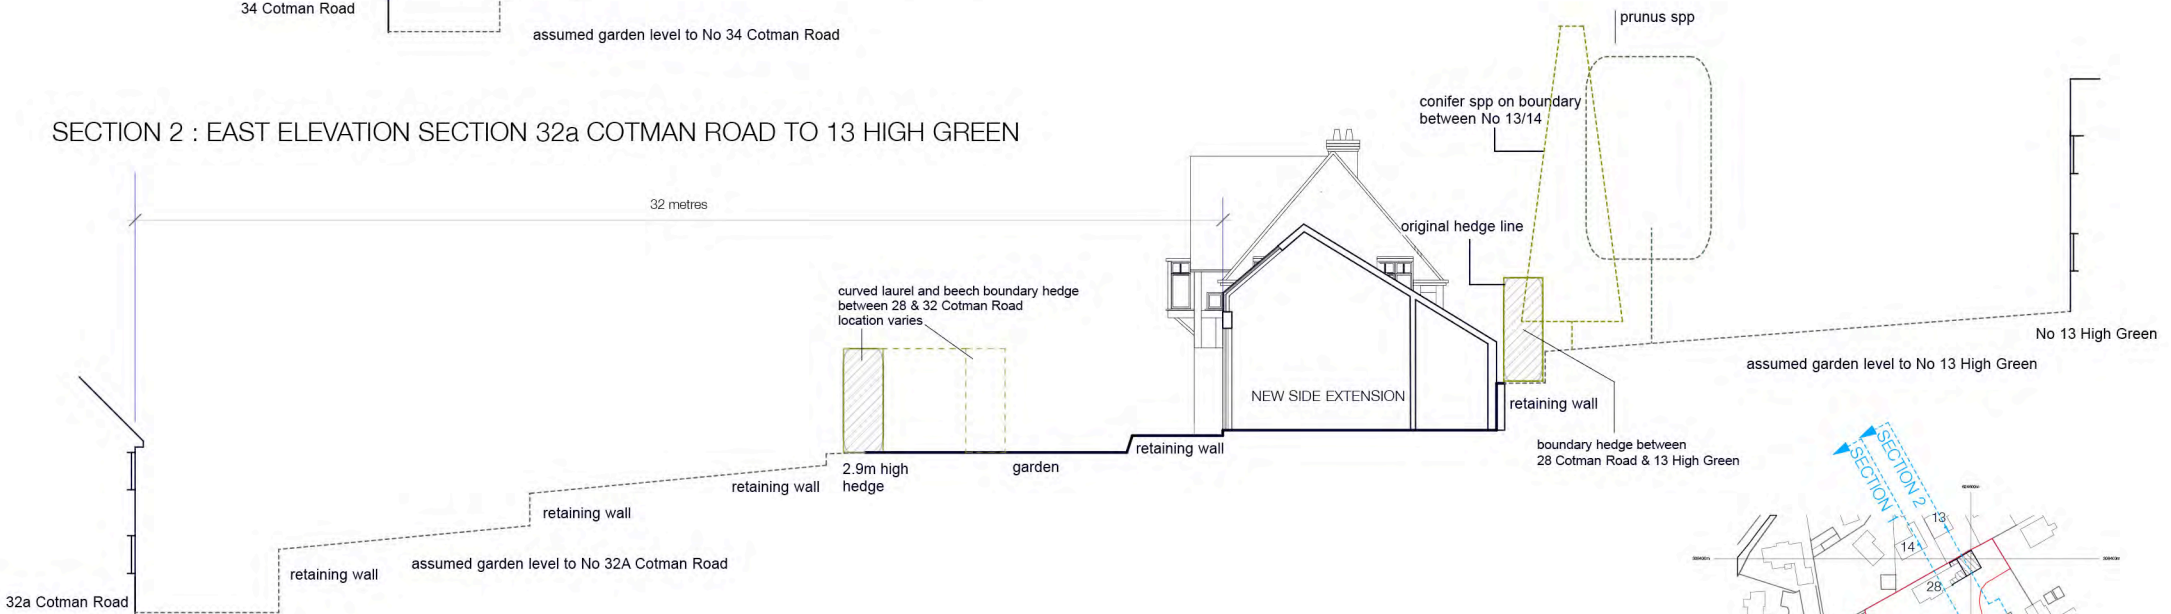 34 Cotman Road
assumed garden level to No 34 Cotman Road
prunus spp
SECTION 2 : EAST ELEVATION SECTION 32a COTMAN ROAD TO 13 HIGH GREEN
conifer spp on boundary
between No 13/14
32 metres
original hedge line
curved laurel and beech boundary hedge
between 28 & 32 Cotman Road
location varies
No 13 High Green
assumed garden level to No 13 High Green
NEW SIDE EXTENSION
retaining wall
boundary hedge between
28 Cotman Road & 13 High Green
retaining wall
garden
2.9m high
hedge
retaining wall
retaining wall
assumed garden level to No 32A Cotman Road
retaining wall
32a Cotman Road
SECTION 2
SECTION 1
13
14
28